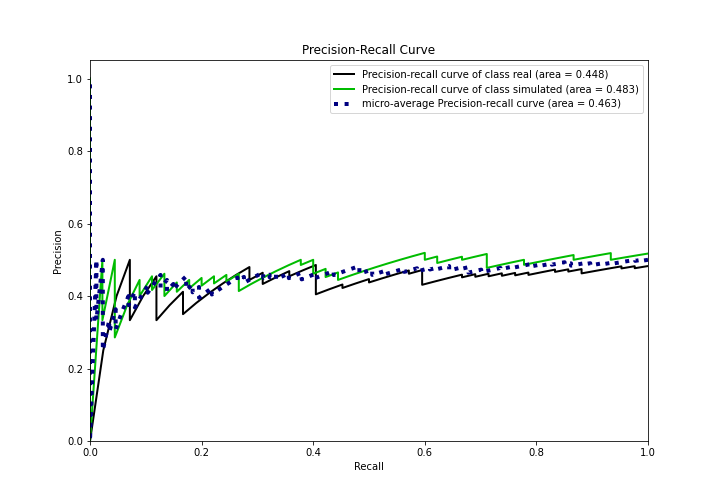 Precision-Recall Curve
Precision-recall curve of class real (area = 0.448)
Precision-recall curve of class simulated (area = 0.483)
micro-average Precision-recall curve (area = 0.463)
Precision
1.0
0.8
0.6
0.4
0.2
0.0
0.0 0.2 0.4 0.6 0.8 1.0
Recall